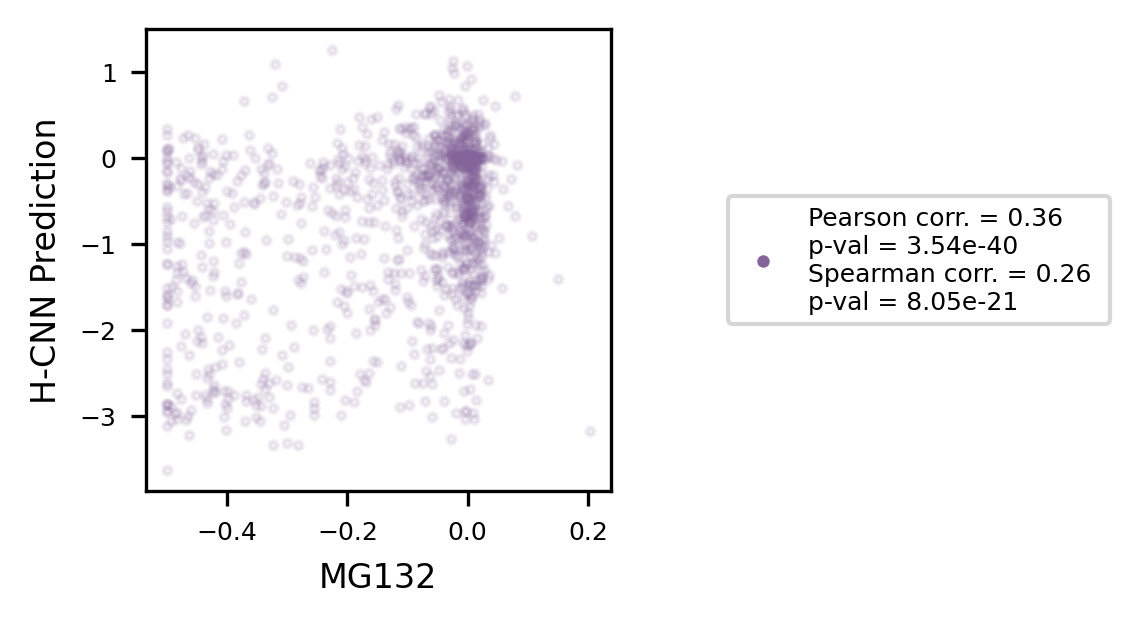 1
0
−1
−2
−3
H-CNN Prediction
−0.4
−0.2
0.0
0.2
MG132
Pearson corr. = 0.36
p-val = 3.54e-40
Spearman corr. = 0.26
p-val = 8.05e-21